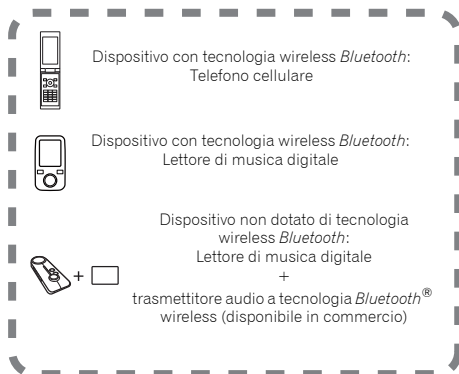 Dispositivo con tecnologia wireless Bluetooth:
Telefono cellulare
Dispositivo con tecnologia wireless Bluetooth:
Lettore di musica digitale
Dispositivo non dotato di tecnologia
wireless Bluetooth:
Lettore di musica digitale
+
trasmettitore audio a tecnologia Bluetooth®
wireless (disponibile in commercio)
+